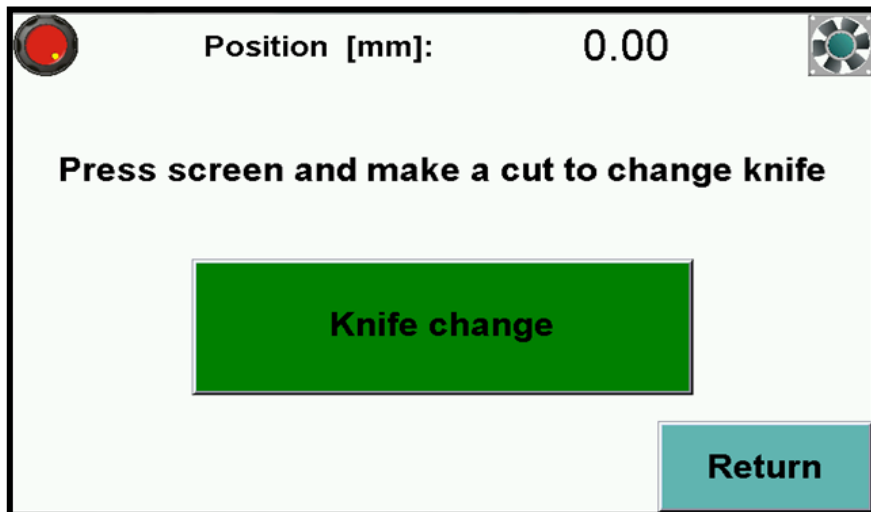 Position [mm]: 0.00
Press screen and make a cut to change knife
Knife change
Return